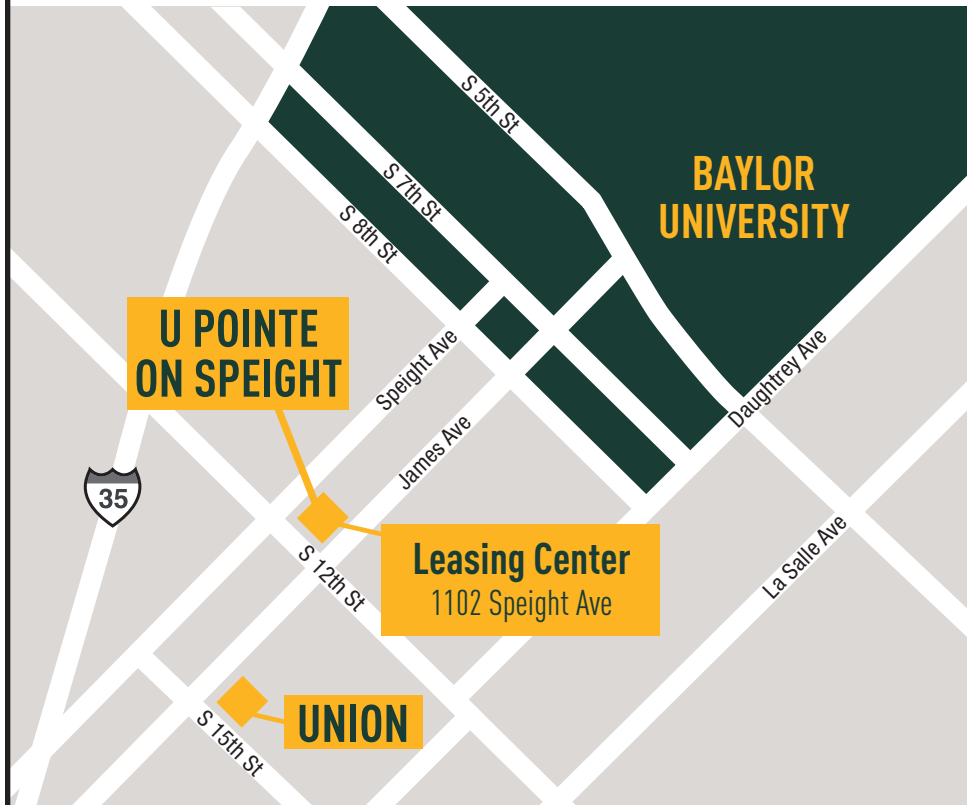 S 5th St
BAYLOR
UNIVERSITY
S 7th St
S 8th St
U POINTE
ON SPEIGHT
Speight Ave
Daughtrey Ave
James Ave
35
Leasing Center
1102 Speight Ave
La Salle Ave
S 12th St
UNION
S 15th St